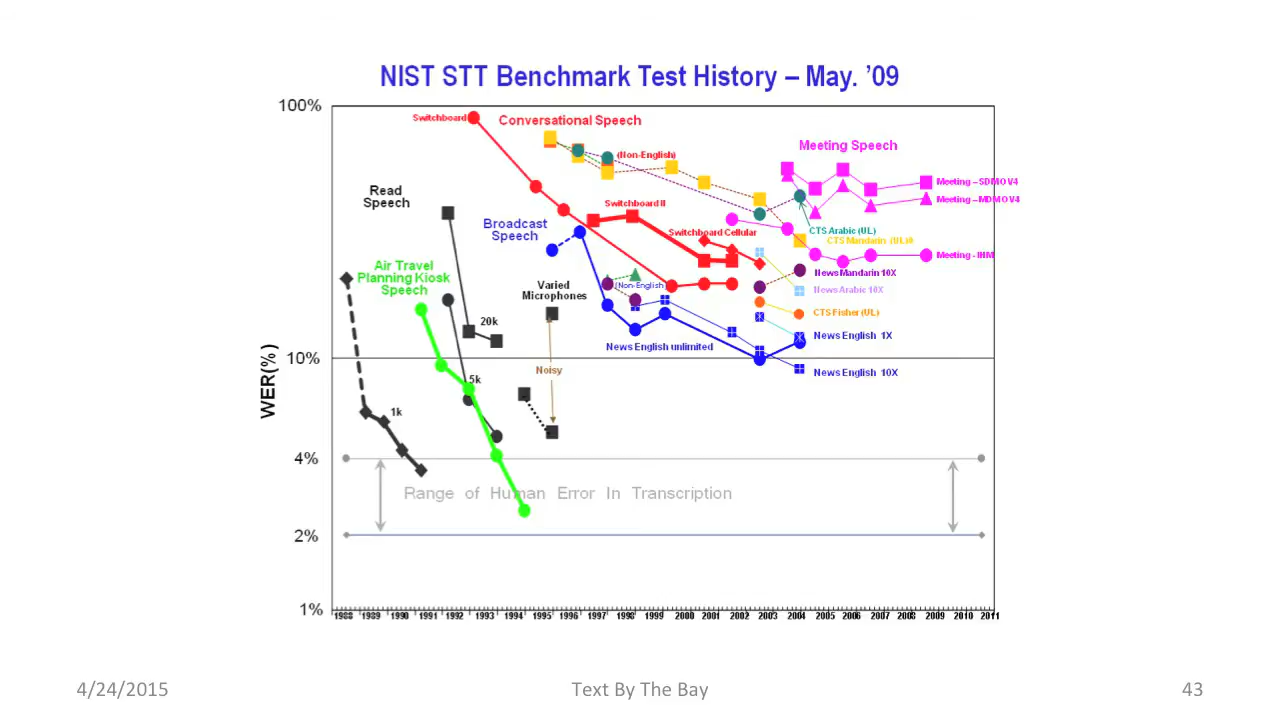 NIST STT Benchmark Test History – May. '09
100%
Switchboard
Conversational Speech
(Non-English)
Meeting Speech
Meeting – SDM OV4
Meeting – MDM OV4
Read
Speech
Switchboard II
Broadcast
Speech
Switchboard Cellular
CTS Arabic (UL)
CTS Mandarin (UL)
Meeting - IHM
Air Travel
Planning Kiosk
Speech
Varied
Microphones
(Non-English
News Mandarin 10X
News Arabic 10X
CTS Fisher (UL)
20k
News English 1X
News English unlimited
10%
Noisy
News English 10X
5k
1k
WER(%)
4%
Range of Human Error In Transcription
2%
1%
1988 1989 1990 1991 1992 1993 1994 1995 1996 1997 1998 1999 2000 2001 2002 2003 2004 2005 2006 2007 2008 2009 2010 2011
4/24/2015
Text By The Bay
43